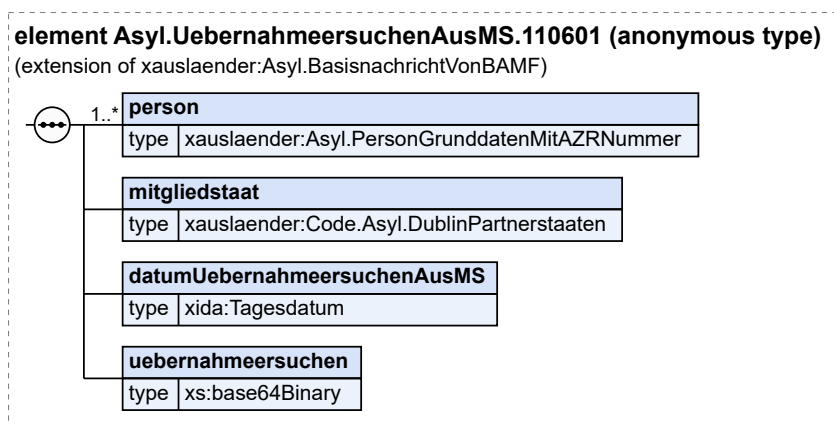 element Asyl.UebernahmeersuchenAusMS.110601 (anonymous type)
(extension of xauslaender:Asyl.BasisnachrichtVonBAMF)
1..* person
type xauslaender:Asyl.PersonGrunddatenMitAZRNummer
mitgliedstaat
type xauslaender:Code.Asyl.DublinPartnerstaaten
datumUebernahmeersuchenAusMS
type xida:Tagesdatum
uebernahmeersuchen
type xs:base64Binary